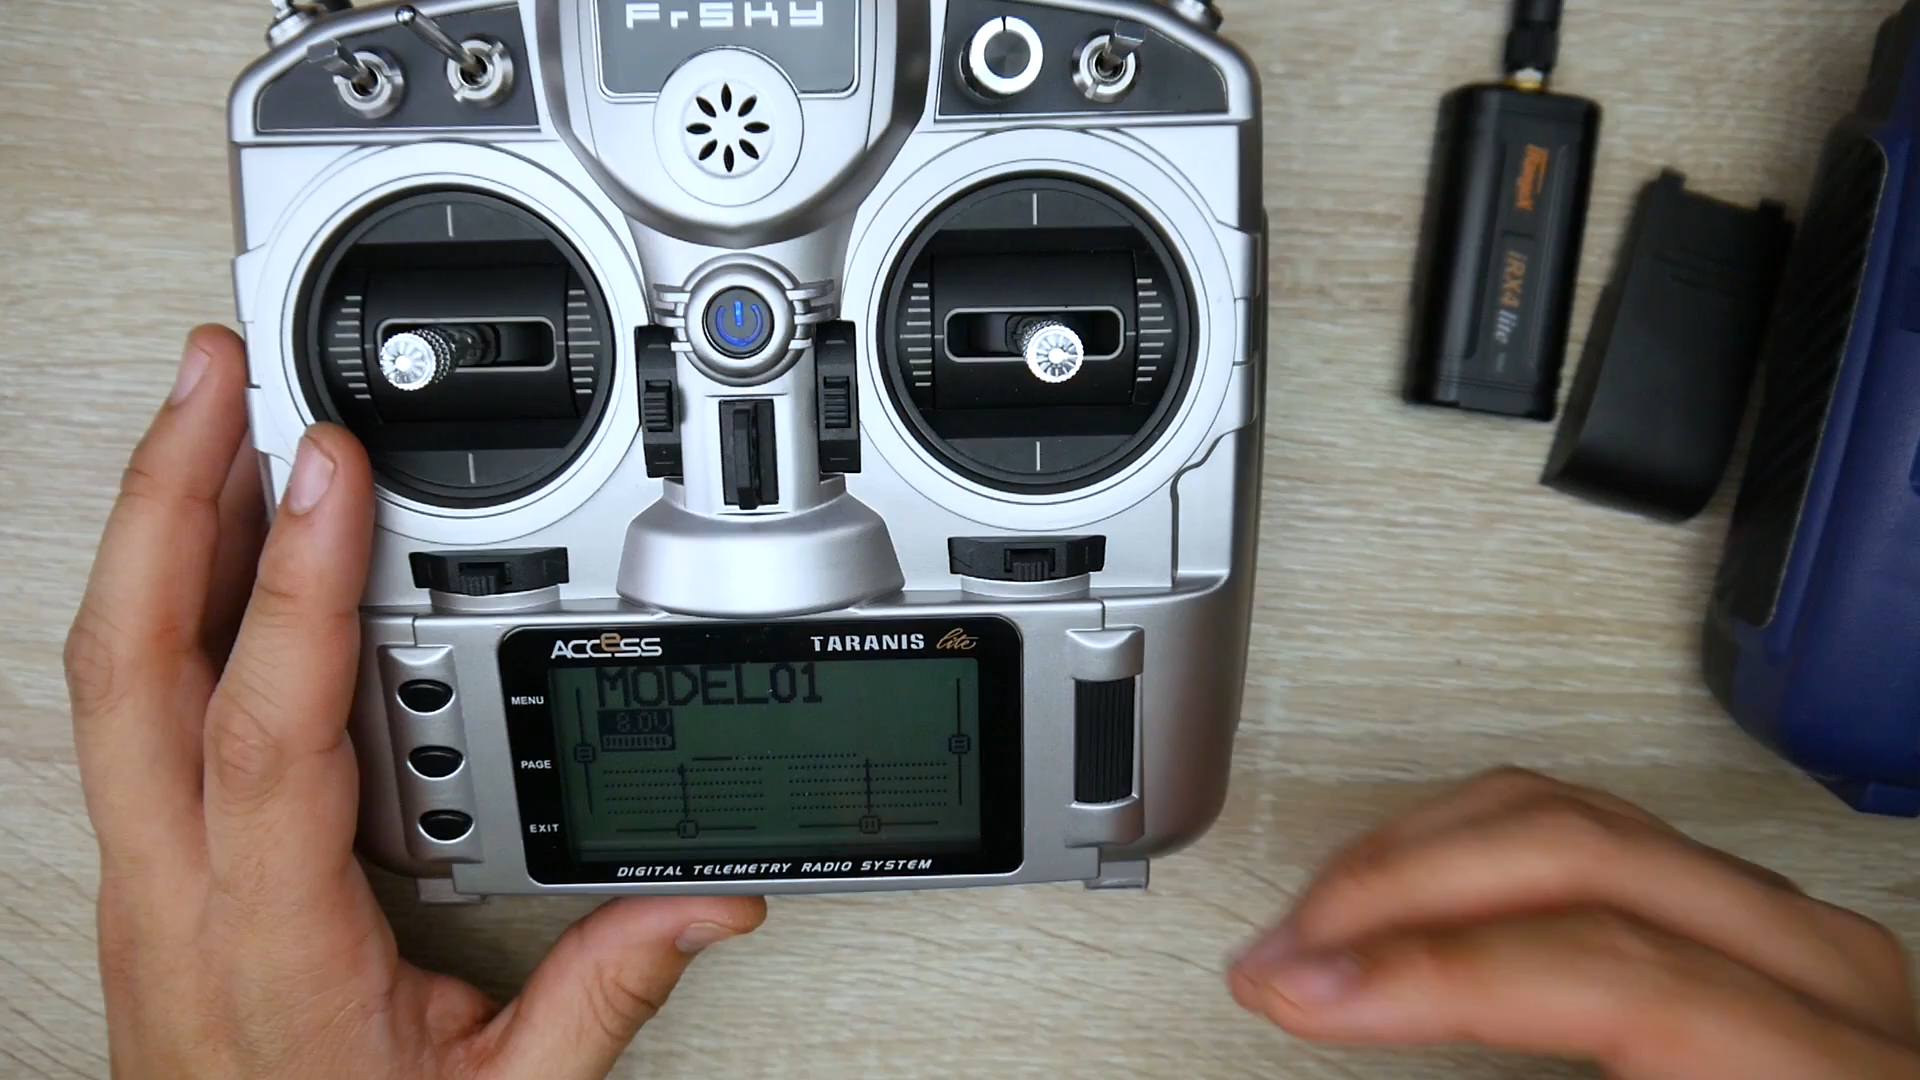 FrSKY
ACCESS
TARANIS lite
MENU
PAGE
EXIT
MODEL01
8.0V
DIGITAL TELEMETRY RADIO SYSTEM
iRX4 lite